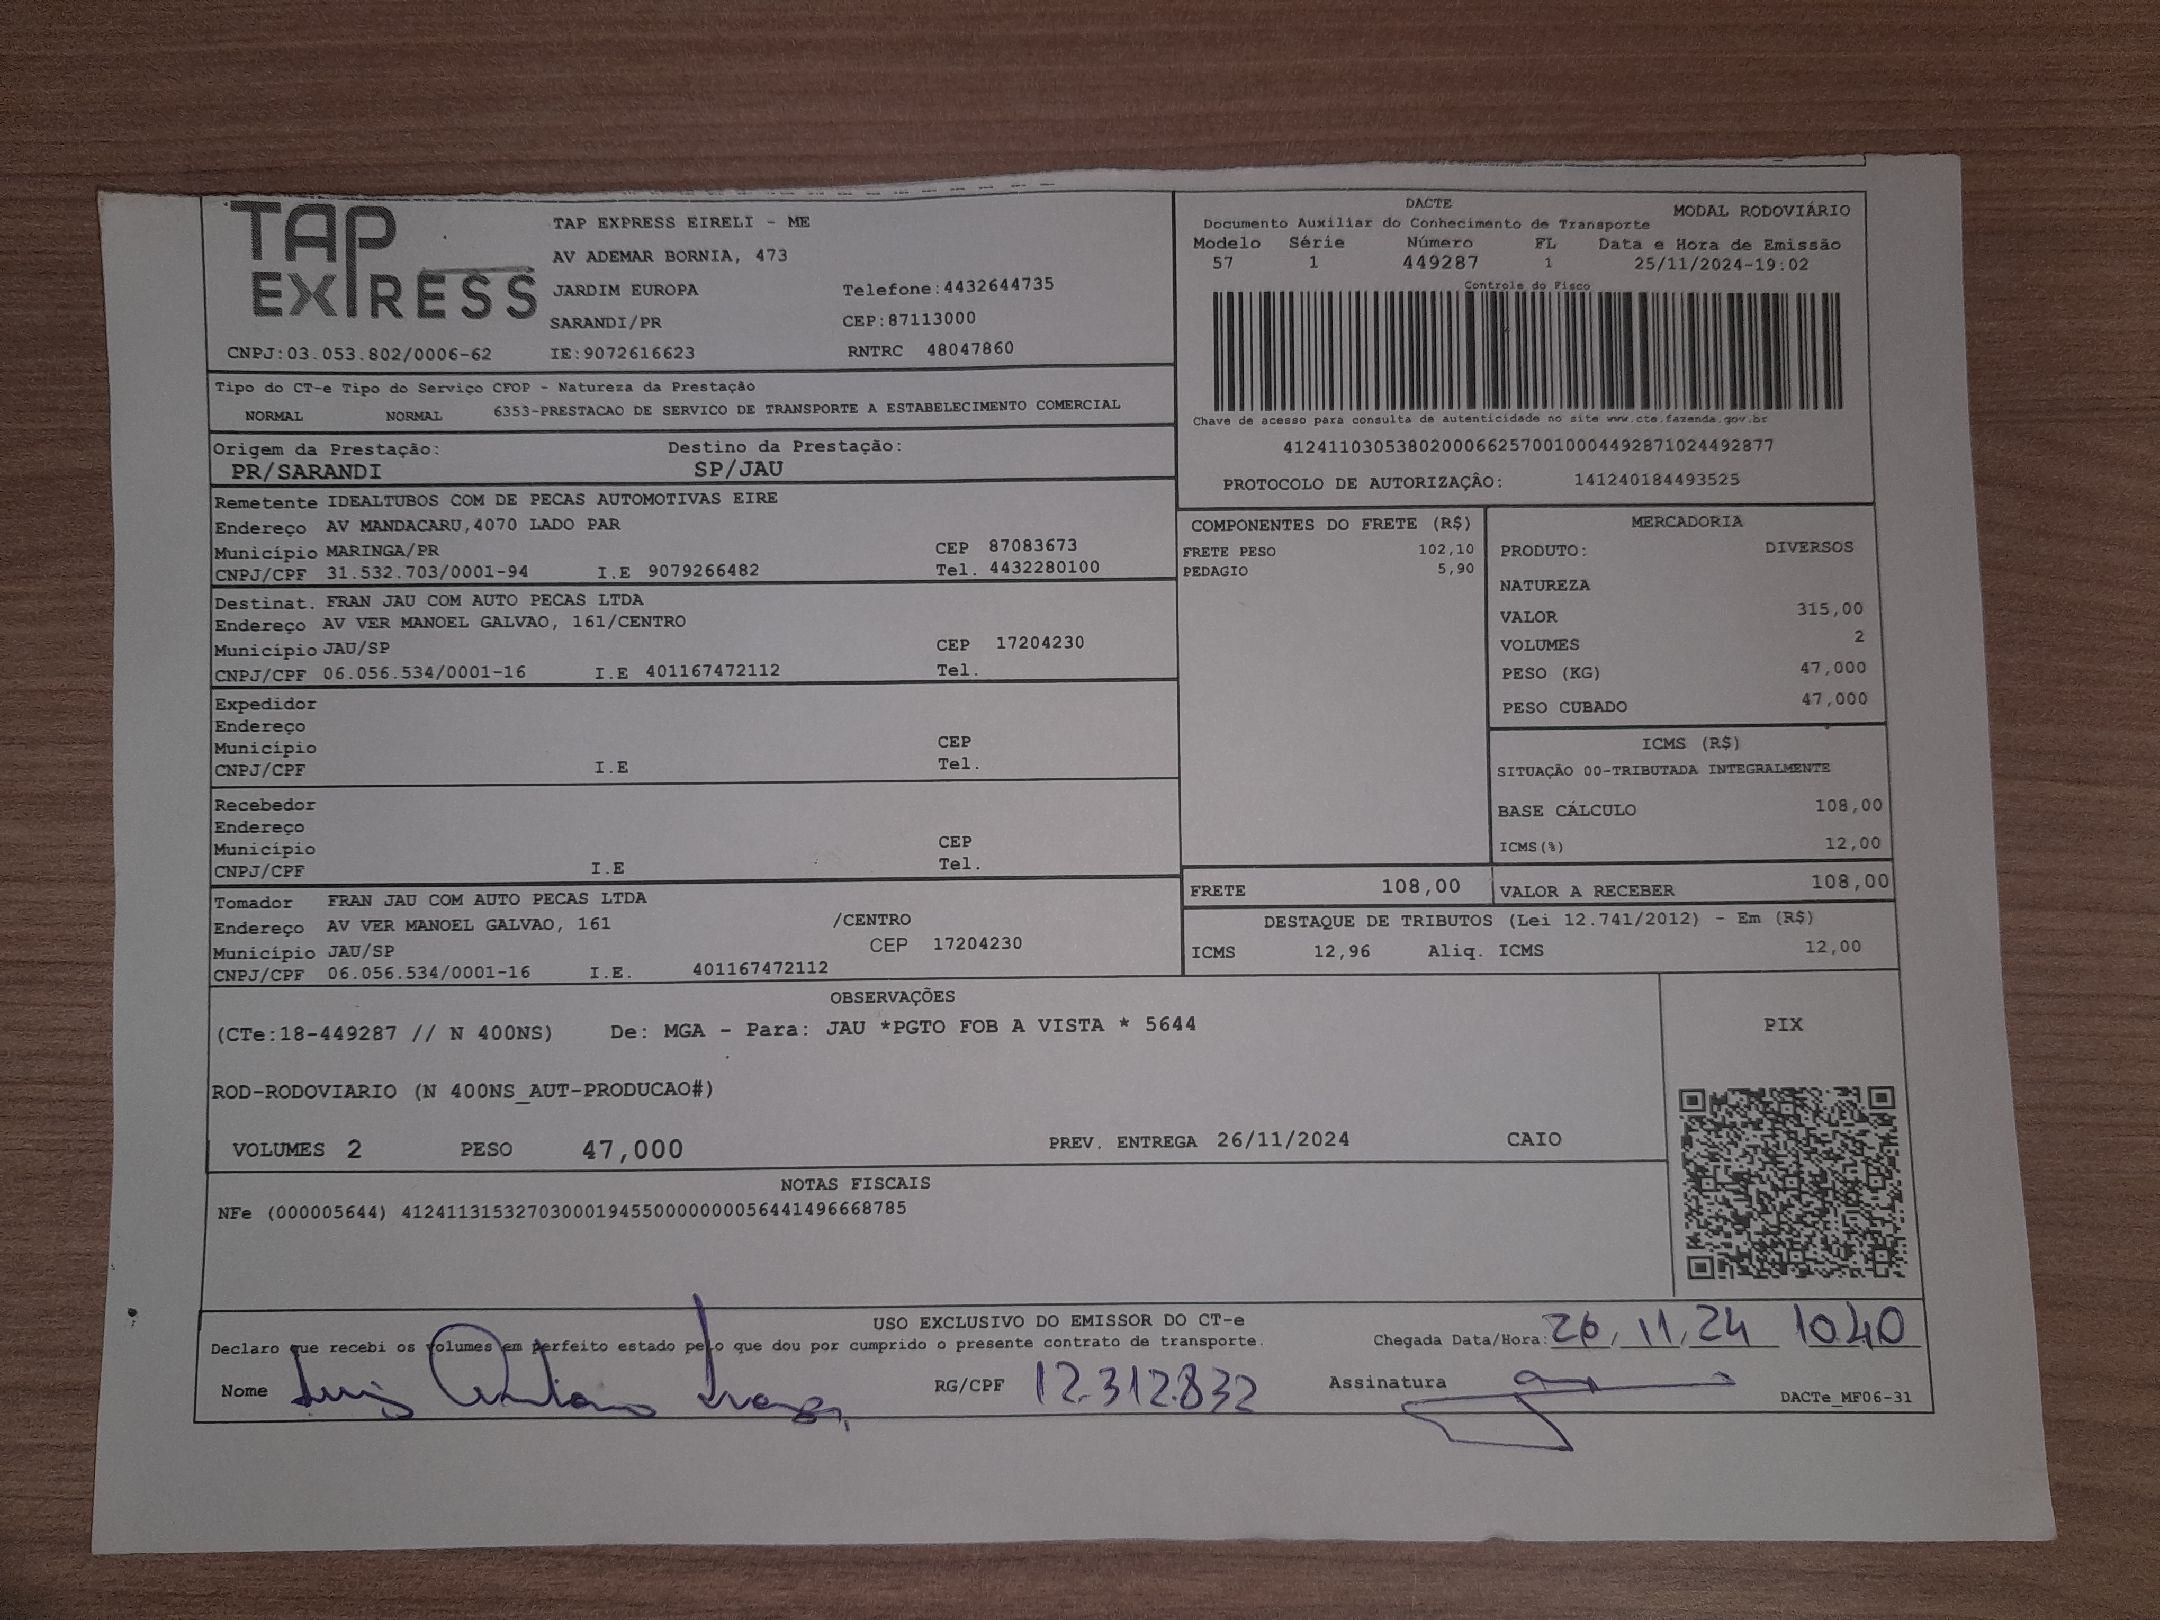 TAP EXPRESS
TAP EXPRESS EIRELI - ME
AV ADEMAR BORNIA, 473
JARDIM EUROPA Telefone:4432644735
SARANDI/PR CEP:87113000
CNPJ:03.053.802/0006-62 IE:9072616623 RNTRC 48047860
DACTE
Documento Auxiliar do Conhecimento de Transporte MODAL RODOVIÁRIO
Modelo Série Número FL Data e Hora de Emissão
57 1 449287 1 25/11/2024-19:02
Controle do Fisco
Chave de acesso para consulta de autenticidade no site www.cte.fazenda.gov.br
41241103053802000662570010004492871024492877
PROTOCOLO DE AUTORIZAÇÃO: 141240184493525
Tipo do CT-e Tipo do Serviço CFOP - Natureza da Prestação
NORMAL NORMAL 6353-PRESTACAO DE SERVICO DE TRANSPORTE A ESTABELECIMENTO COMERCIAL
Origem da Prestação: Destino da Prestação:
PR/SARANDI SP/JAU
Remetente IDEALTUBOS COM DE PECAS AUTOMOTIVAS EIRE
Endereço AV MANDACARU,4070 LADO PAR
Município MARINGA/PR CEP 87083673
CNPJ/CPF 31.532.703/0001-94 I.E 9079266482 Tel. 4432280100
Destinat. FRAN JAU COM AUTO PECAS LTDA
Endereço AV VER MANOEL GALVAO, 161/CENTRO
Município JAU/SP CEP 17204230
CNPJ/CPF 06.056.534/0001-16 I.E 401167472112 Tel.
Expedidor
Endereço
Município CEP
CNPJ/CPF I.E Tel.
Recebedor
Endereço
Município CEP
CNPJ/CPF I.E Tel.
Tomador FRAN JAU COM AUTO PECAS LTDA
Endereço AV VER MANOEL GALVAO, 161 /CENTRO
Município JAU/SP CEP 17204230
CNPJ/CPF 06.056.534/0001-16 I.E. 401167472112
COMPONENTES DO FRETE (R$)
FRETE PESO 102,10
PEDAGIO 5,90
MERCADORIA
PRODUTO: DIVERSOS
NATUREZA
VALOR 315,00
VOLUMES 2
PESO (KG) 47,000
PESO CUBADO 47,000
ICMS (R$)
SITUAÇÃO 00-TRIBUTADA INTEGRALMENTE
BASE CÁLCULO 108,00
ICMS(%) 12,00
FRETE 108,00 VALOR A RECEBER 108,00
DESTAQUE DE TRIBUTOS (Lei 12.741/2012) - Em (R$)
ICMS 12,96 Aliq. ICMS 12,00
OBSERVAÇÕES
(CTe:18-449287 // N 400NS) De: MGA - Para: JAU *PGTO FOB A VISTA * 5644
ROD-RODOVIARIO (N 400NS_AUT-PRODUCAO#)
VOLUMES 2 PESO 47,000 PREV. ENTREGA 26/11/2024 CAIO
PIX
NOTAS FISCAIS
NFe (000005644) 41241131532703000194550000000056441496668785
USO EXCLUSIVO DO EMISSOR DO CT-e
Declaro que recebi os volumes em perfeito estado pelo que dou por cumprido o presente contrato de transporte. Chegada Data/Hora: 26/11/24 1040
Nome Luiz Antonio RG/CPF 12.312.832 Assinatura
DACTe_MF06-31